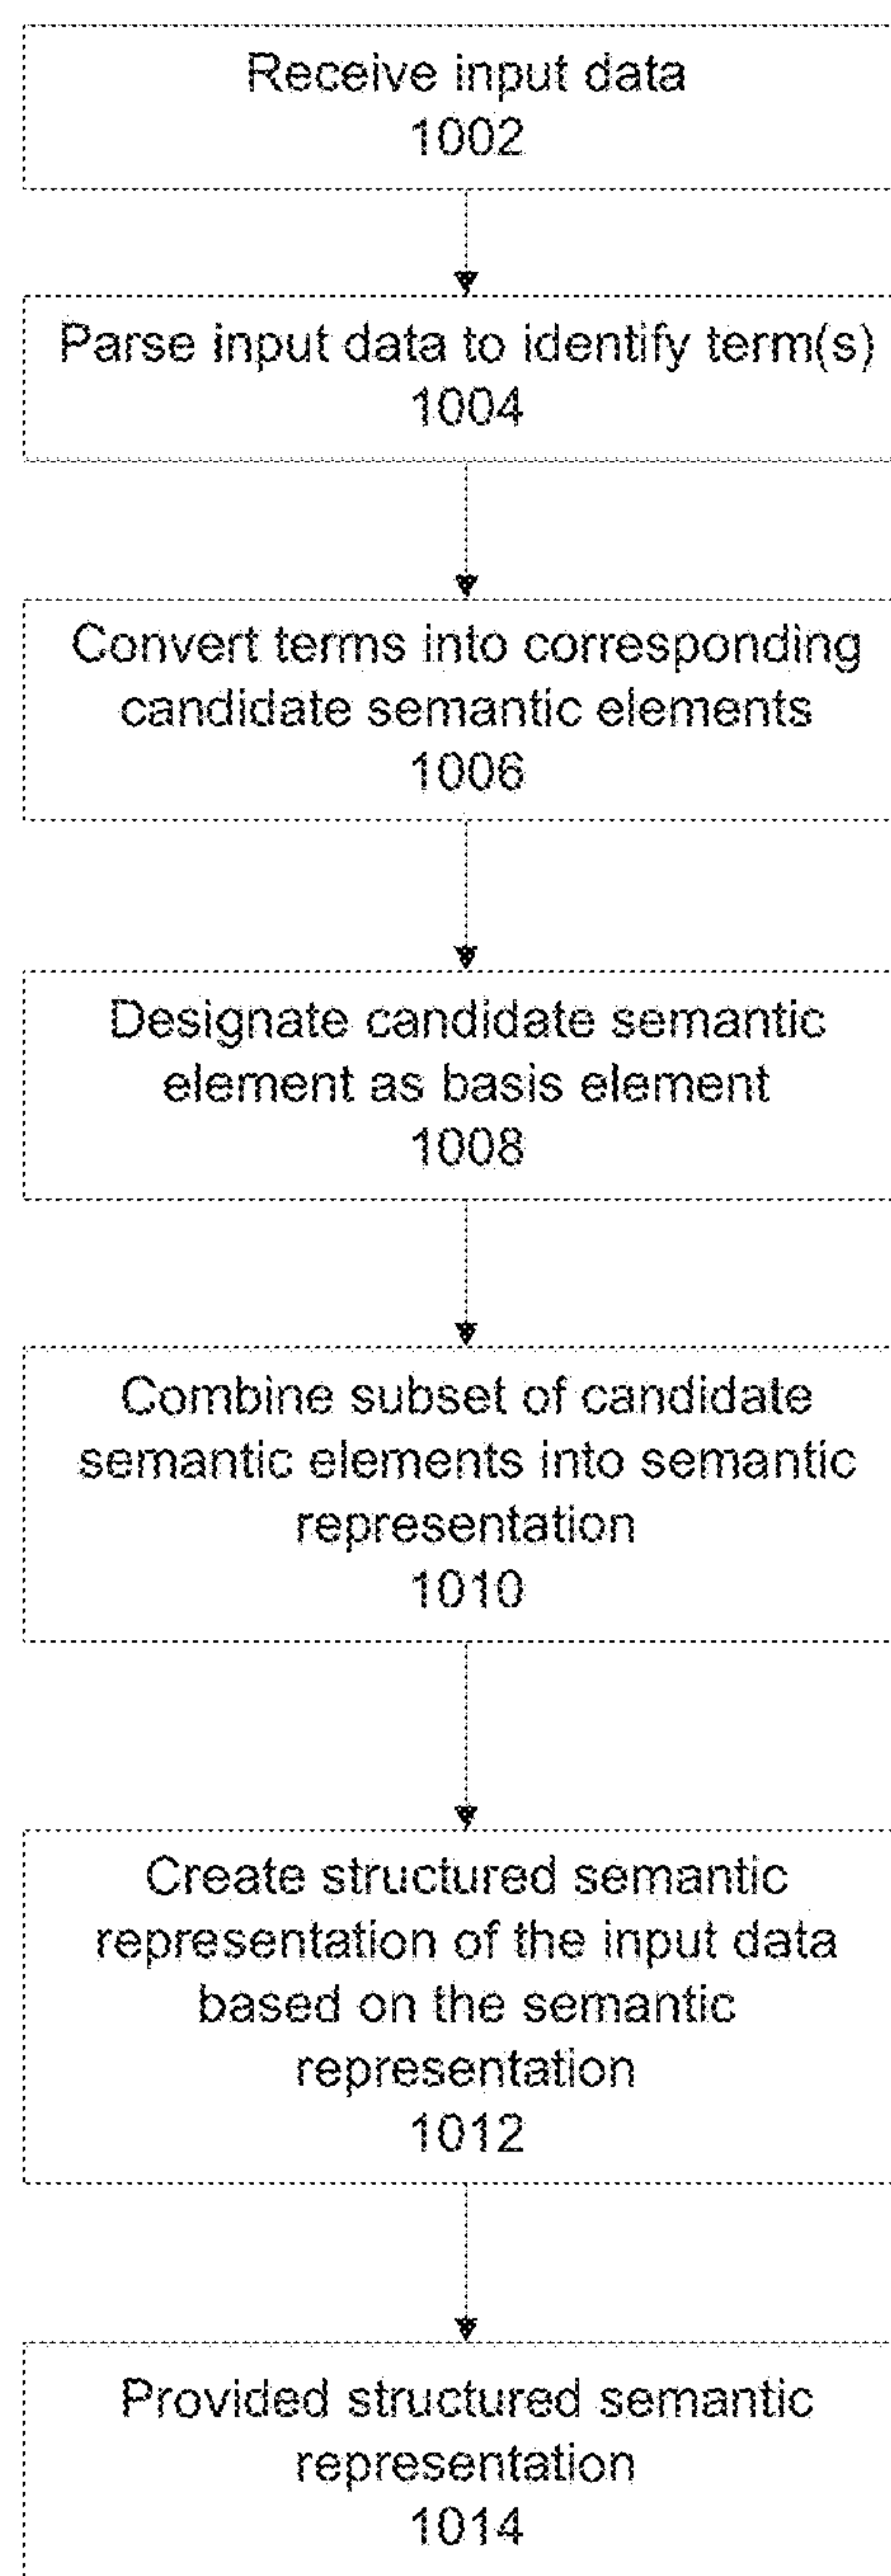 Receive input data
1002
Parse input data to identify term(s)
1004
Convert terms into corresponding
candidate semantic elements
1006
Designate candidate semantic
element as basis element
1008
Combine subset of candidate
semantic elements into semantic
representation
1010
Create structured semantic
representation of the input data
based on the semantic
representation
1012
Provided structured semantic
representation
1014